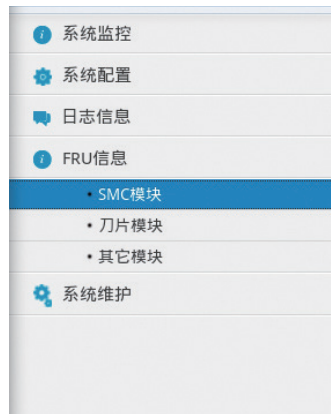 系统监控
系统配置
日志信息
FRU信息
• SMC模块
• 刀片模块
• 其它模块
系统维护